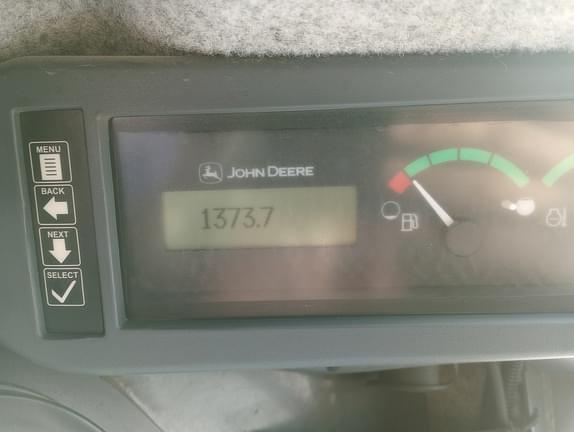 MENU
BACK
NEXT
SELECT
JOHN DEERE
1373.7